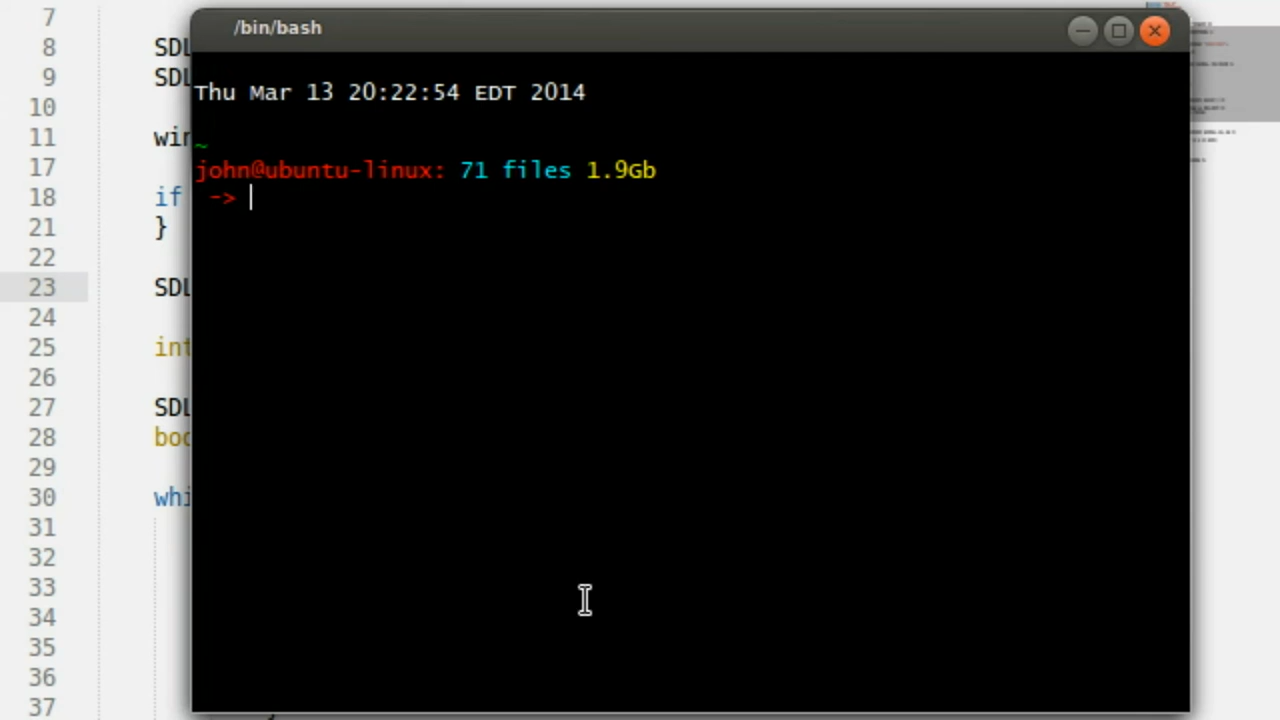 /bin/bash
Thu Mar 13 20:22:54 EDT 2014
~
john@ubuntu-linux: 71 files 1.9Gb
->
7
8 SDL
9 SDL
10
11 win
17
18 if
21 }
22
23 SDL
24
25 int
26
27 SDL
28 boo
29
30 whi
31
32
33
34
35
36
37